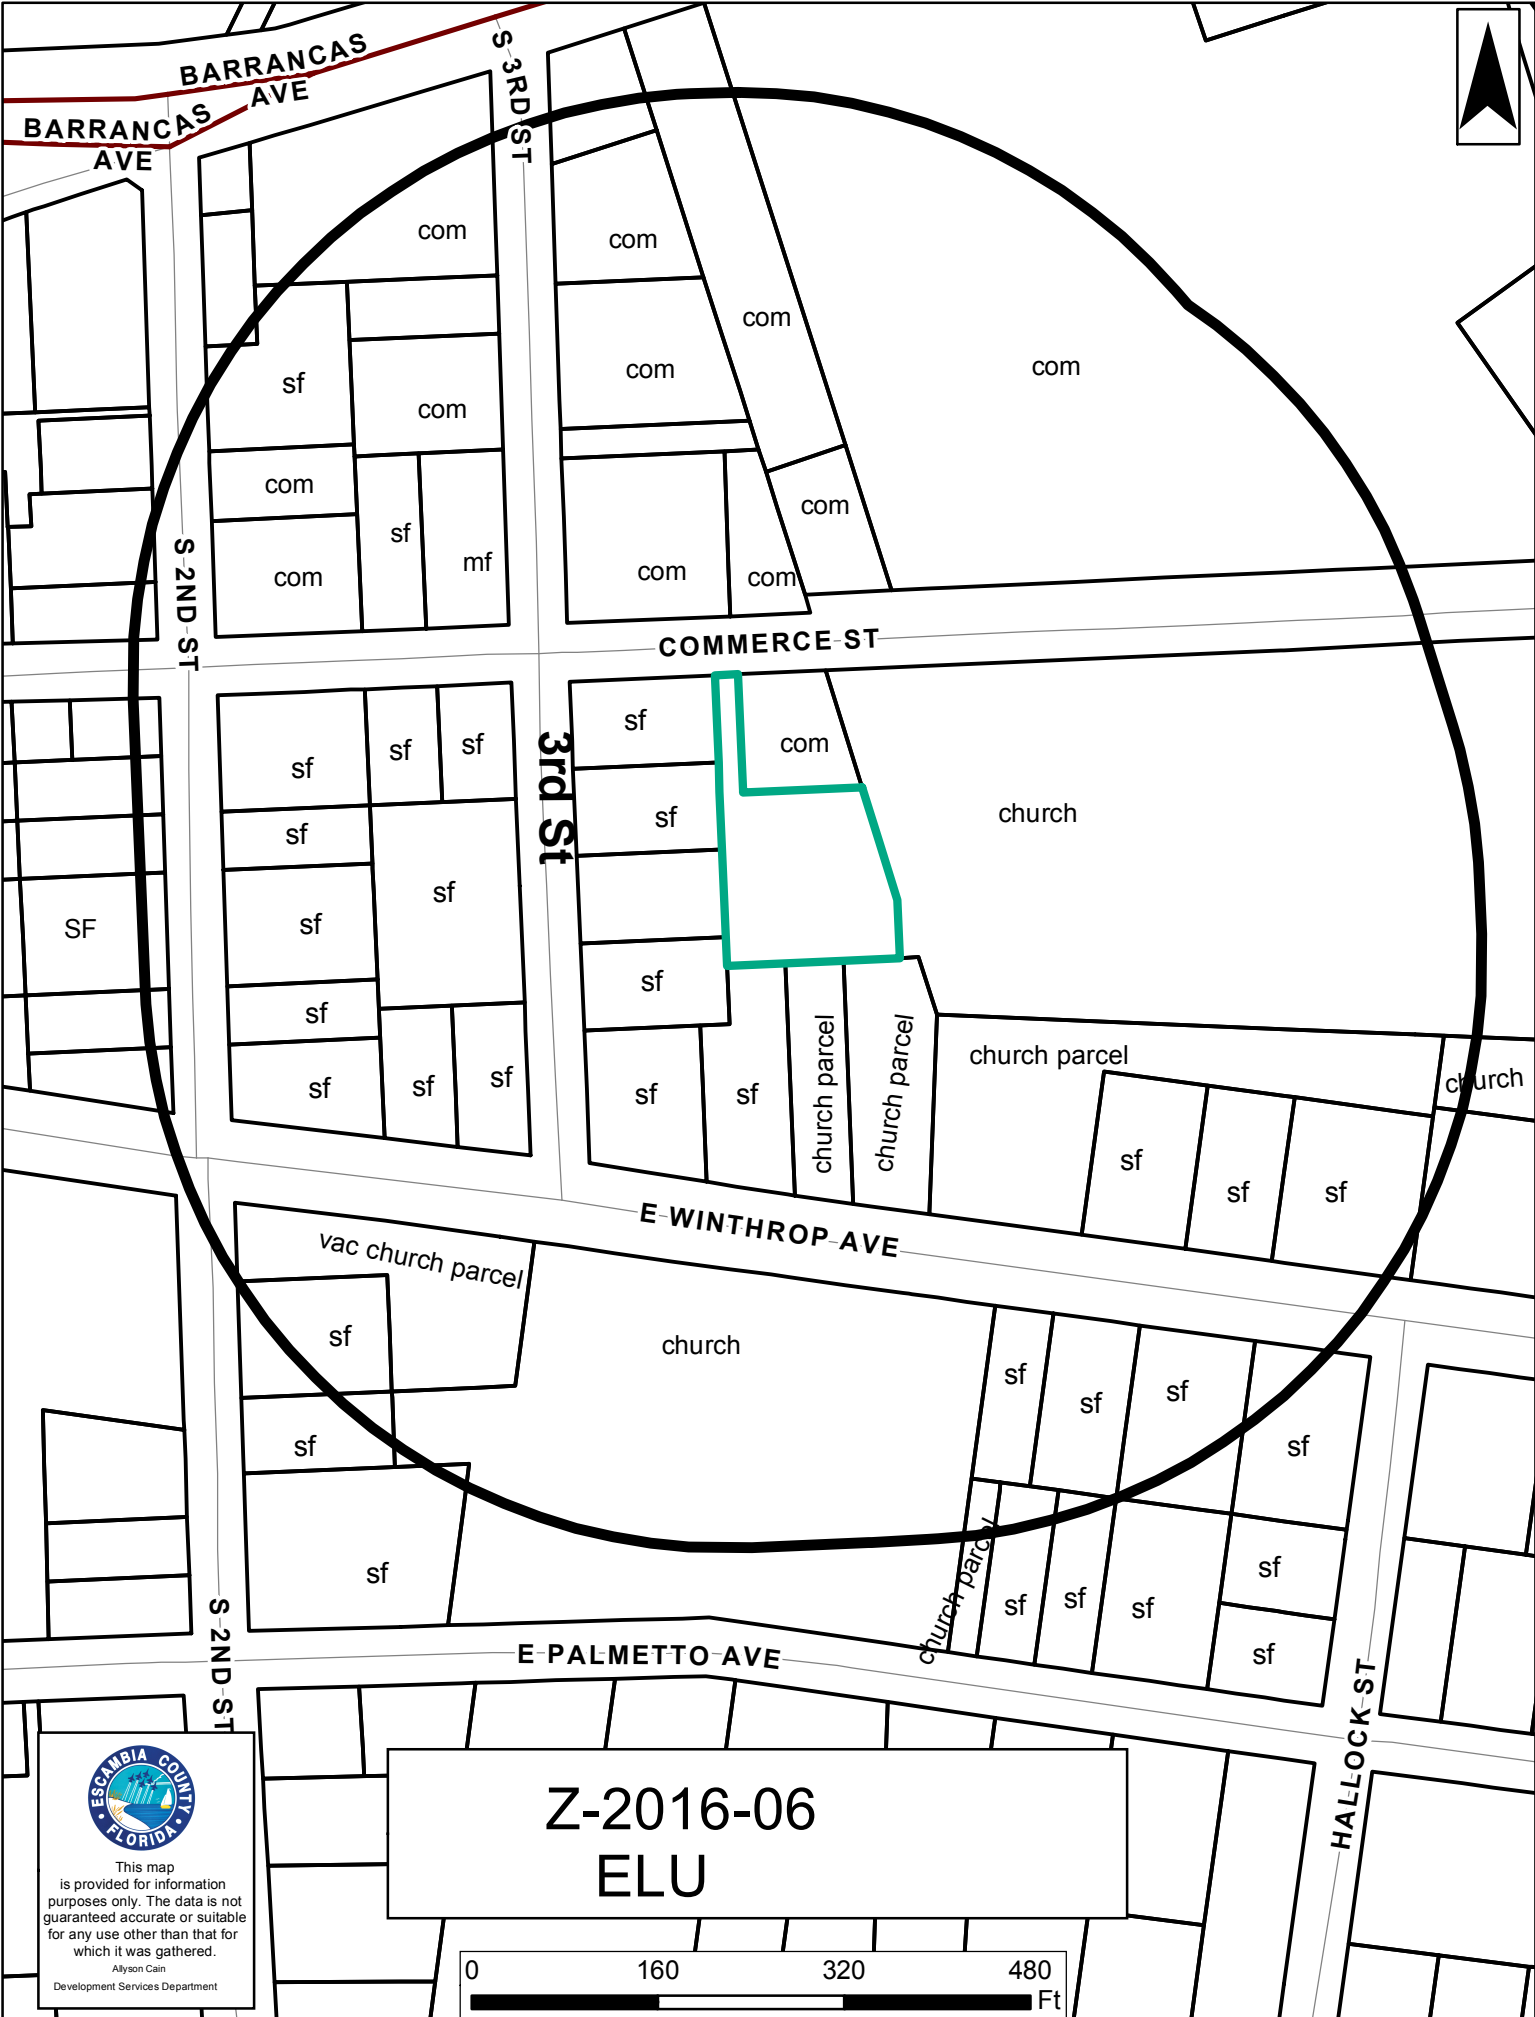 BARRANCAS
AVE
BARRANCAS
AVE
S 3RD ST
com
com
com
com
sf
com
com
com
com
sf
mf
com
com
com
com
S 2ND ST
COMMERCE ST
sf
com
sf
sf
sf
3rd St
sf
church
sf
sf
SF
sf
sf
sf
sf
sf
sf
sf
sf
sf
church parcel
church parcel
church parcel
church
sf
sf
sf
E WINTHROP AVE
vac church parcel
sf
church
sf
sf
sf
sf
sf
sf
church parcel
sf
sf
sf
sf
sf
S 2ND ST
E PALMETTO AVE
HALLOCK ST
ESCAMBIA COUNTY
FLORIDA
This map
is provided for information
purposes only. The data is not
guaranteed accurate or suitable
for any use other than that for
which it was gathered.
Allyson Cain
Development Services Department
Z-2016-06
ELU
0 160 320 480
Ft